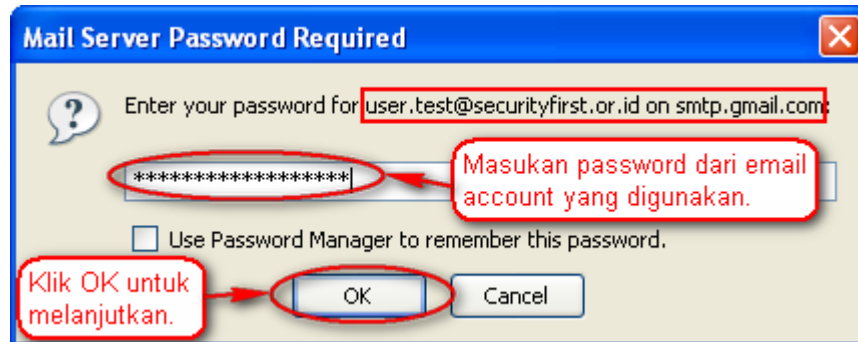 Mail Server Password Required
Enter your password for user.test@securityfirst.or.id on smtp.gmail.com:
******************
Masukan password dari email
account yang digunakan.
Use Password Manager to remember this password.
Klik OK untuk
melanjutkan.
OK
Cancel